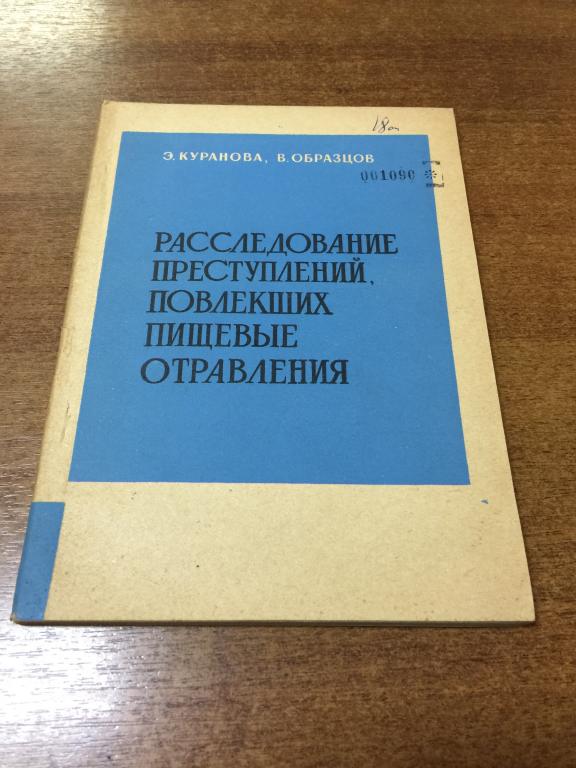 Э. КУРАНОВА, В. ОБРАЗЦОВ
001090
РАССЛЕДОВАНИЕ
ПРЕСТУПЛЕНИЙ,
ПОВЛЕКШИХ
ПИЩЕВЫЕ
ОТРАВЛЕНИЯ